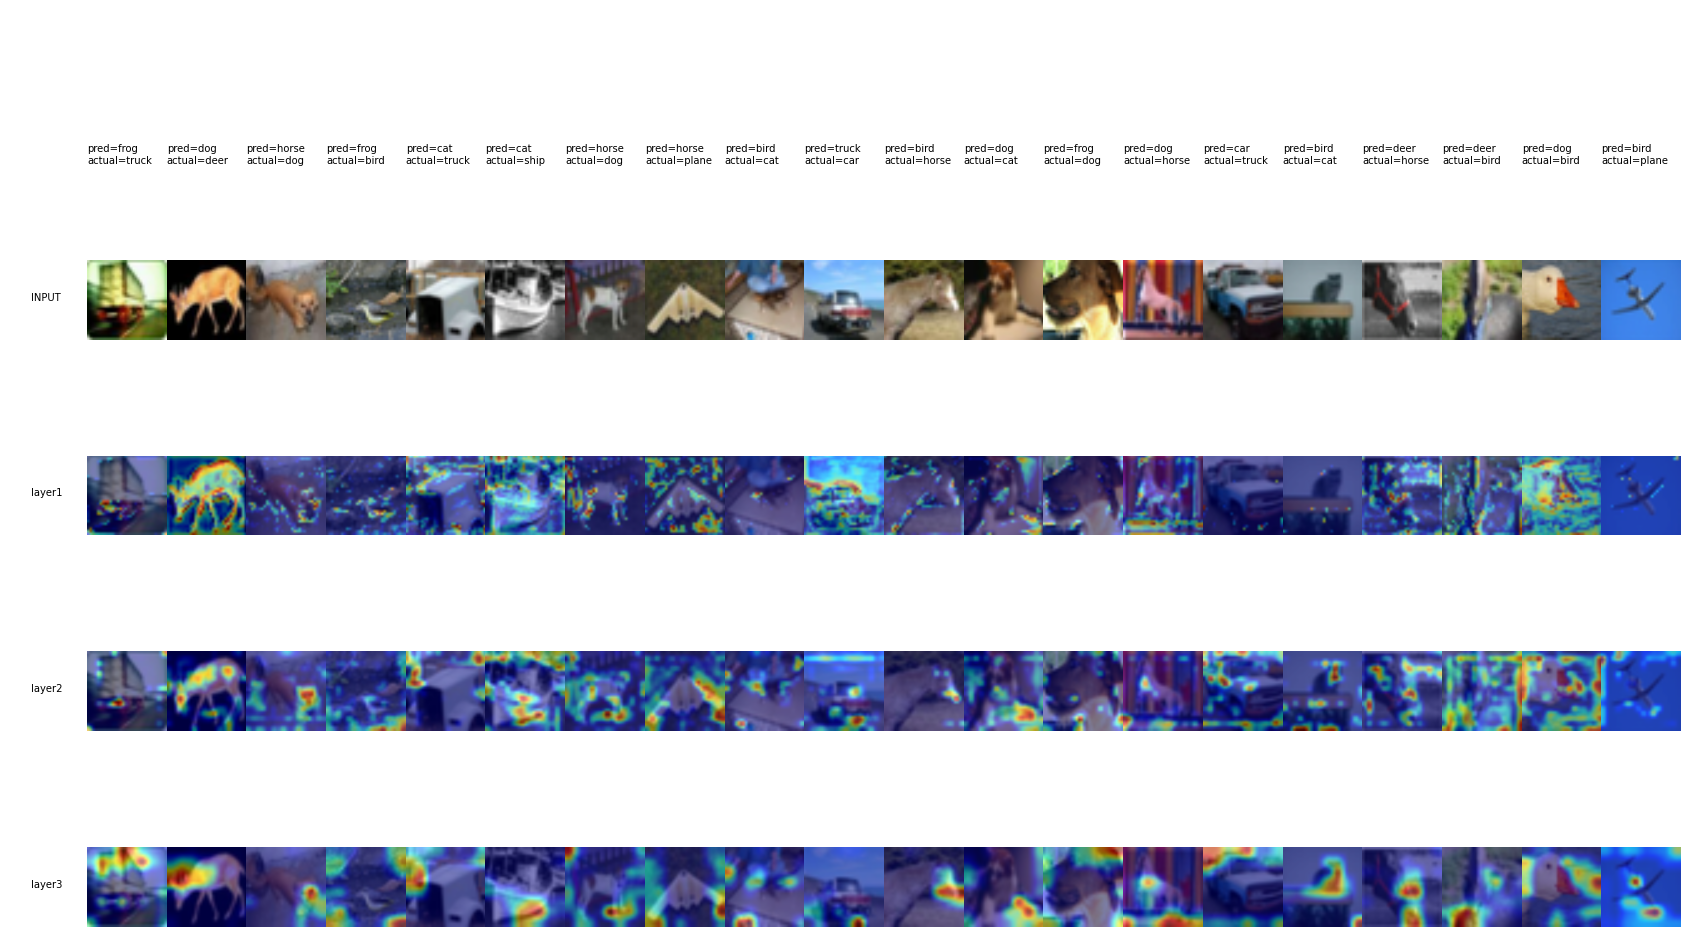 pred=frog pred=dog pred=horse pred=frog pred=cat pred=cat pred=horse pred=horse pred=bird pred=truck pred=bird pred=dog pred=frog pred=dog pred=car pred=bird pred=deer pred=deer pred=dog pred=bird
actual=truck actual=deer actual=dog actual=bird actual=truck actual=ship actual=dog actual=plane actual=cat actual=car actual=horse actual=cat actual=dog actual=horse actual=truck actual=cat actual=horse actual=bird actual=bird actual=plane
INPUT
layer1
layer2
layer3